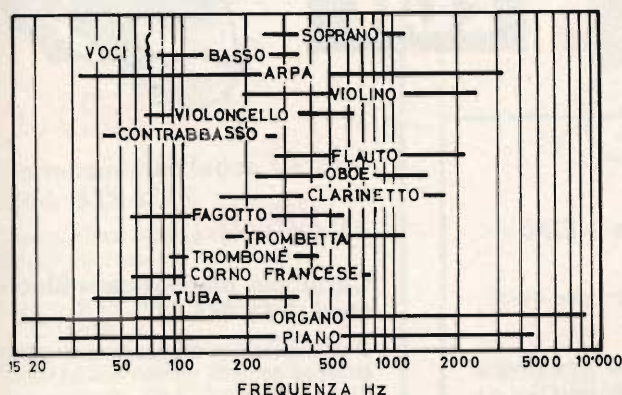 SOPRANO
VOCI { BASSO
ARPA
VIOLINO
VIOLONCELLO
CONTRABBASSO
FLAUTO
OBOE
CLARINETTO
FAGOTTO
TROMBETTA
TROMBONE
CORNO FRANCESE
TUBA
ORGANO
PIANO
15 20 50 100 200 500 1000 2000 5000 10'000
FREQUENZA Hz